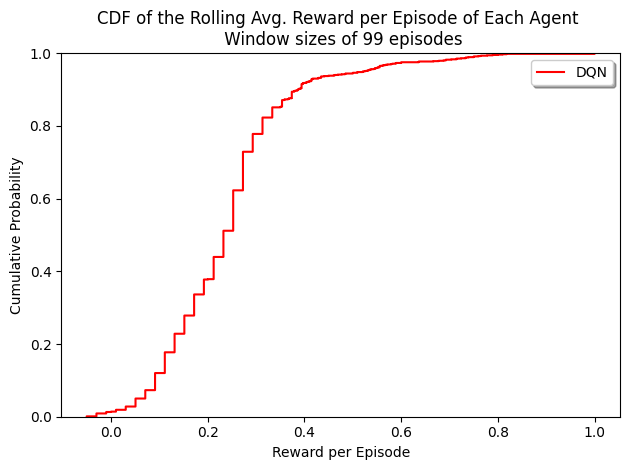 CDF of the Rolling Avg. Reward per Episode of Each Agent
Window sizes of 99 episodes
DQN
Cumulative Probability
1.0
0.8
0.6
0.4
0.2
0.0
0.0 0.2 0.4 0.6 0.8 1.0
Reward per Episode